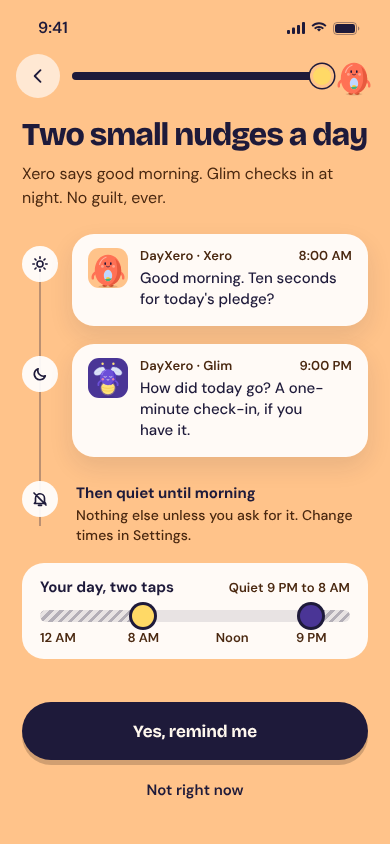 9:41
Two small nudges a day
Xero says good morning. Glim checks in at
night. No guilt, ever.
DayXero · Xero 8:00 AM
Good morning. Ten seconds
for today's pledge?
DayXero · Glim 9:00 PM
How did today go? A one-
minute check-in, if you
have it.
Then quiet until morning
Nothing else unless you ask for it. Change
times in Settings.
Your day, two taps Quiet 9 PM to 8 AM
12 AM 8 AM Noon 9 PM
Yes, remind me
Not right now